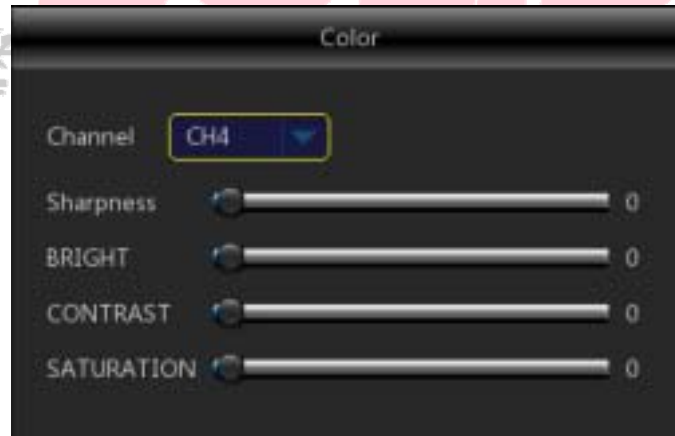 Color
Channel CH4
Sharpness 0
BRIGHT 0
CONTRAST 0
SATURATION 0